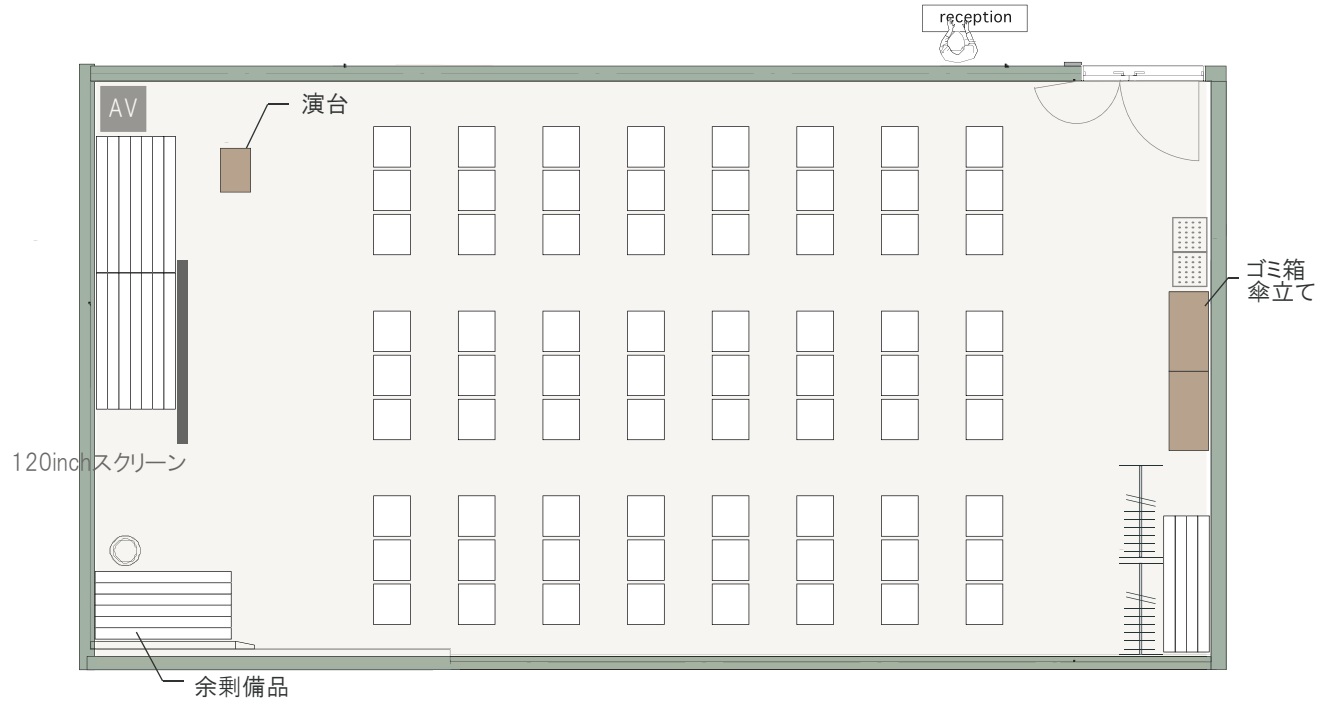 reception
AV
演台
ゴミ箱
傘立て
120inchスクリーン
余剰備品